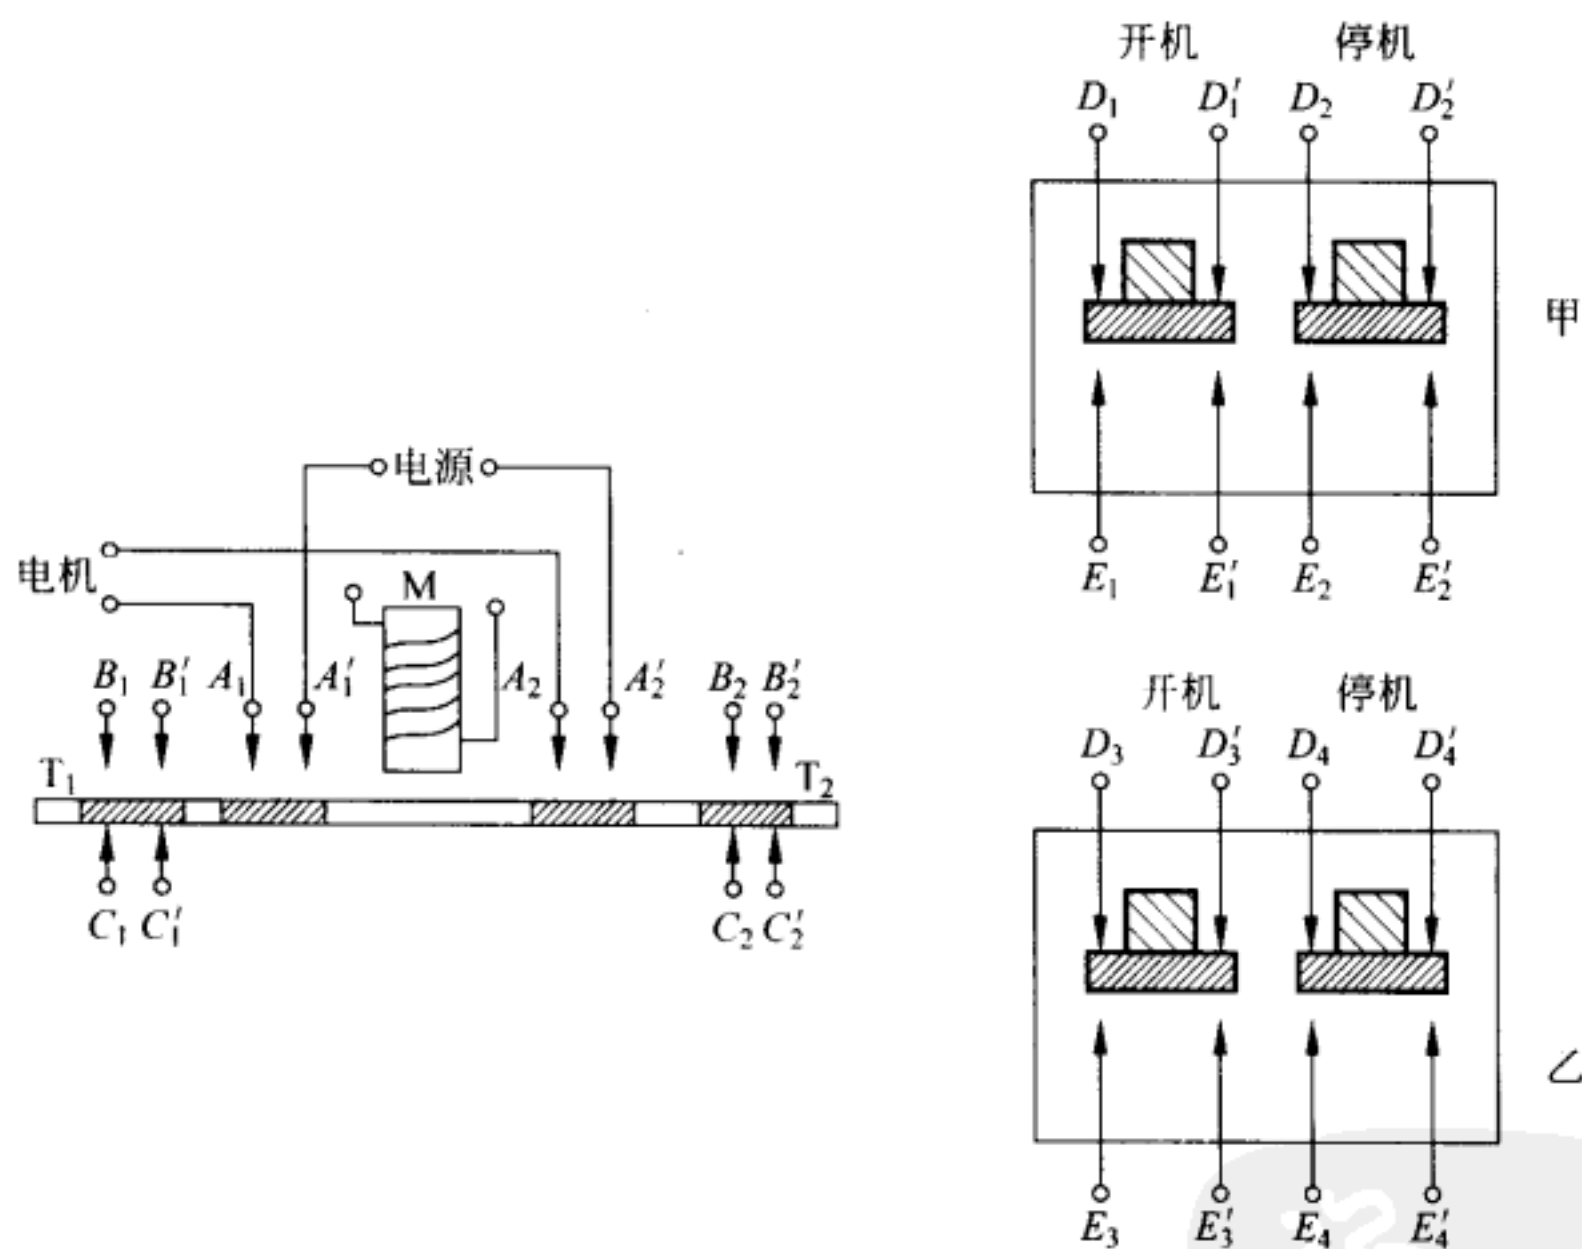 开机 停机
D₁ D₁′ D₂ D₂′
甲
E₁ E₁′ E₂ E₂′
电源
电机
M
B₁ B₁′ A₁ A₁′ A₂ A₂′ B₂ B₂′
T₁ T₂
C₁ C₁′ C₂ C₂′
开机 停机
D₃ D₃′ D₄ D₄′
乙
E₃ E₃′ E₄ E₄′